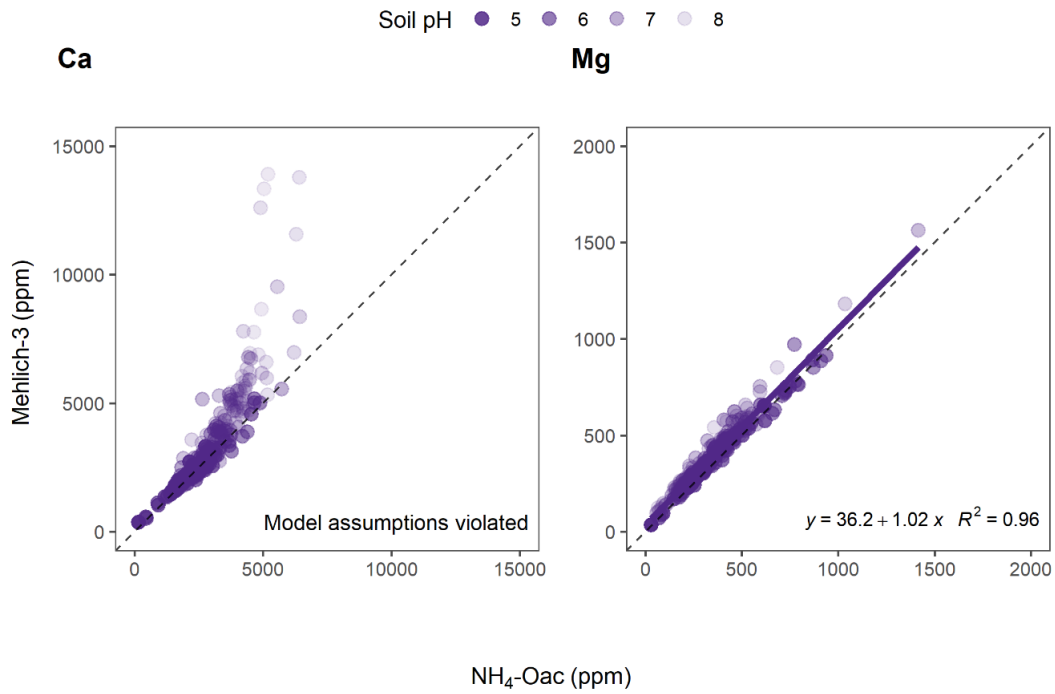 Soil pH 5 6 7 8
Ca
Mg
Mehlich-3 (ppm)
15000
10000
5000
0
Model assumptions violated
0 5000 10000 15000
2000
1500
1000
500
0
y = 36.2 + 1.02 x R² = 0.96
0 500 1000 1500 2000
NH₄-Oac (ppm)